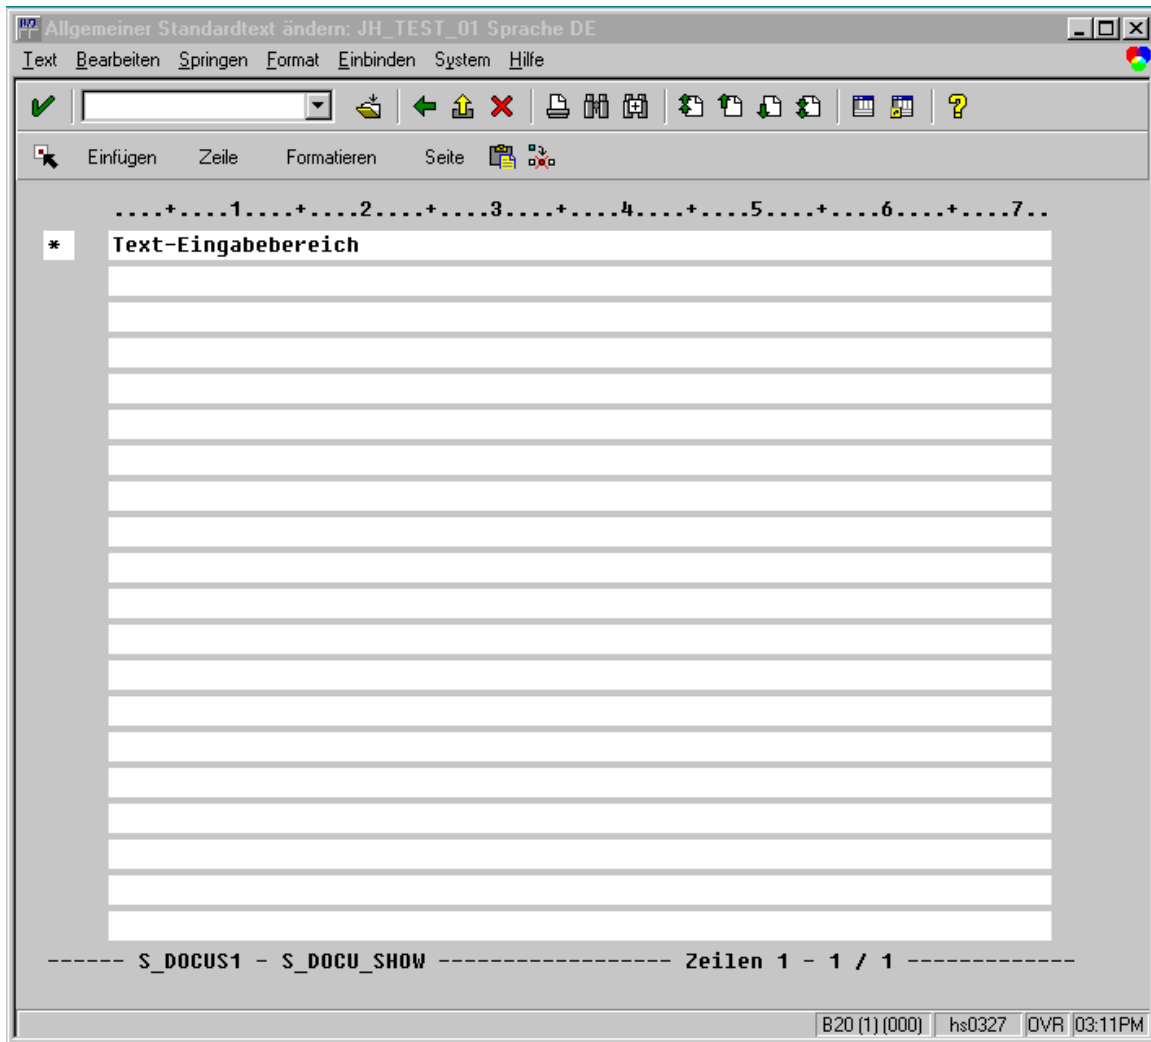 Allgemeiner Standardtext ändern: JH_TEST_01 Sprache DE
Text Bearbeiten Springen Format Einbinden System Hilfe
Einfügen Zeile Formatieren Seite
....+....1....+....2....+....3....+....4....+....5....+....6....+....7..
* Text-Eingabebereich
------ S_DOCUS1 - S_DOCU_SHOW ------------------ Zeilen 1 - 1 / 1 -------------
B20 (1) (000) hs0327 OVR 03:11PM